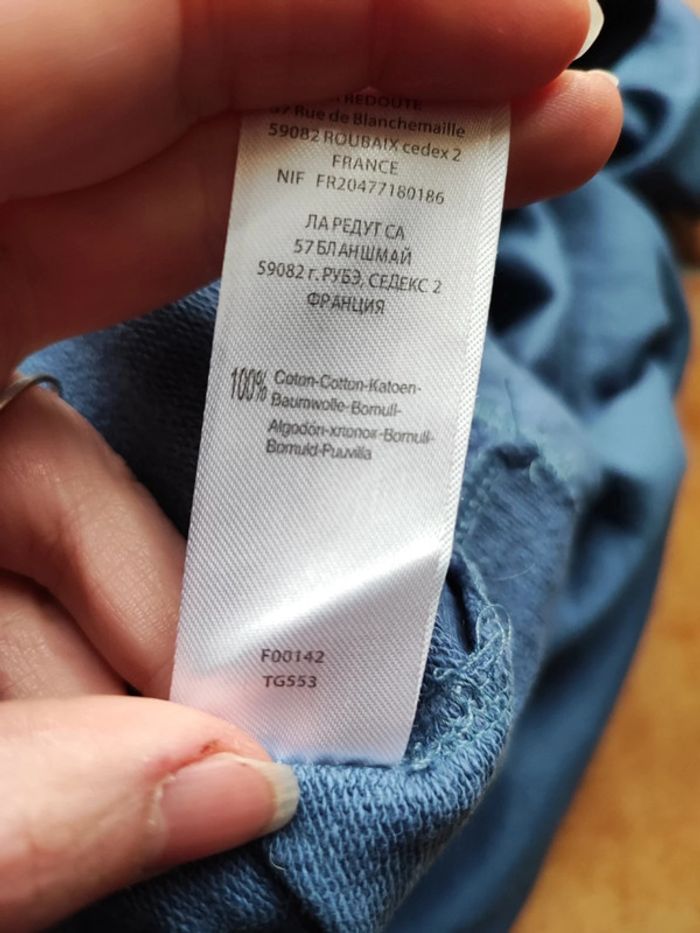 REDOUTE
57 Rue de Blanchemaille
59082 ROUBAIX cedex 2
FRANCE
NIF FR20477180186
ЛА РЕДУТ СА
57 БЛАНШМАЙ
59082 г. РУБЭ, СЕДЕКС 2
ФРАНЦИЯ
100% Coton-Cotton-Katoen-
Baumwolle-Bomull-
Algodón-хлопок-Bomull-
Bomuld-Puuvilla
F00142
TG553